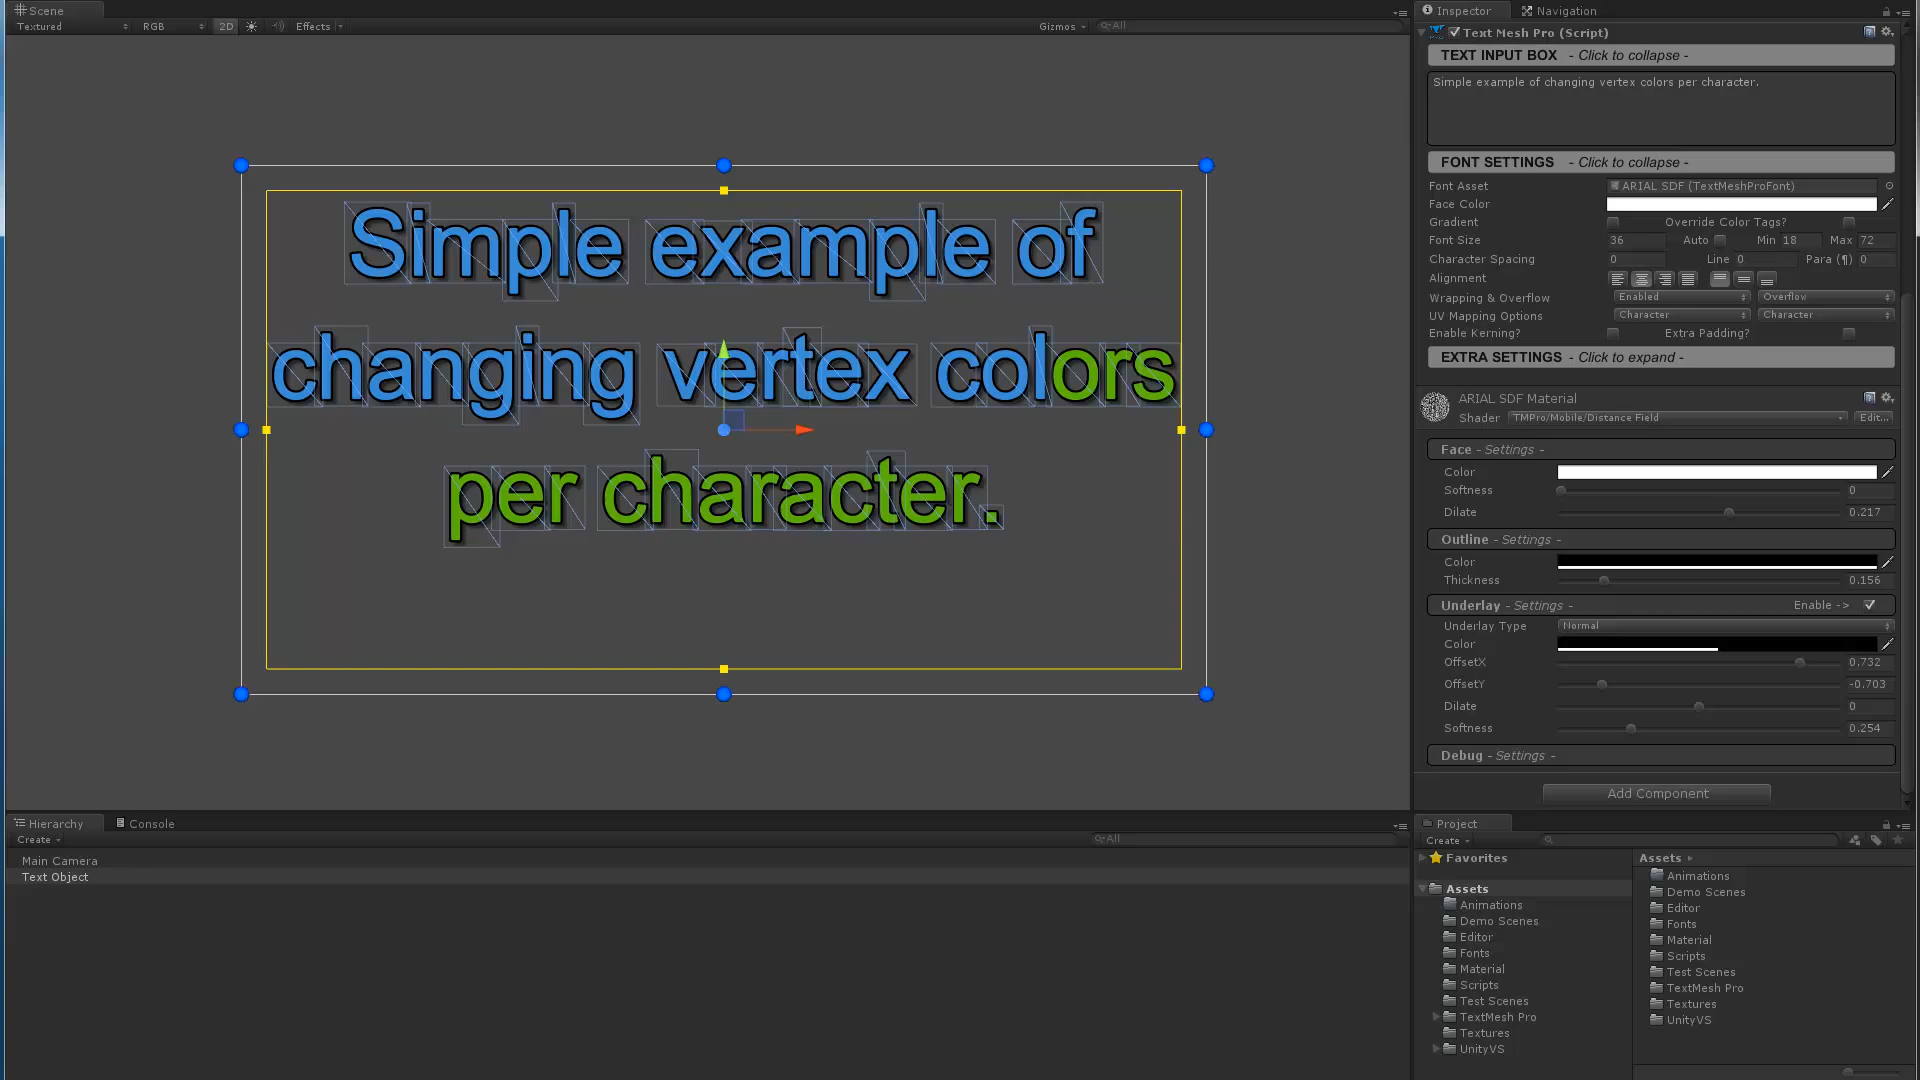 Scene
Textured RGB 2D Effects Gizmos All
Simple example of
changing vertex colors
per character.
Inspector Navigation
Text Mesh Pro (Script)
TEXT INPUT BOX - Click to collapse -
Simple example of changing vertex colors per character.
FONT SETTINGS - Click to collapse -
Font Asset ARIAL SDF (TextMeshProFont)
Face Color
Gradient Override Color Tags?
Font Size 36 Auto Min 18 Max 72
Character Spacing 0 Line 0 Para (¶) 0
Alignment
Wrapping & Overflow Enabled Overflow
UV Mapping Options Character Character
Enable Kerning? Extra Padding?
EXTRA SETTINGS - Click to expand -
ARIAL SDF Material
Shader TMPro/Mobile/Distance Field Edit...
Face - Settings -
Color
Softness 0
Dilate 0.217
Outline - Settings -
Color
Thickness 0.156
Underlay - Settings - Enable ->
Underlay Type Normal
Color
OffsetX 0.732
OffsetY -0.703
Dilate 0
Softness 0.254
Debug - Settings -
Add Component
Hierarchy Console
Create All
Main Camera
Text Object
Project
Create
Favorites
Assets
Animations
Demo Scenes
Editor
Fonts
Material
Scripts
Test Scenes
TextMesh Pro
Textures
UnityVS
Assets
Animations
Demo Scenes
Editor
Fonts
Material
Scripts
Test Scenes
TextMesh Pro
Textures
UnityVS